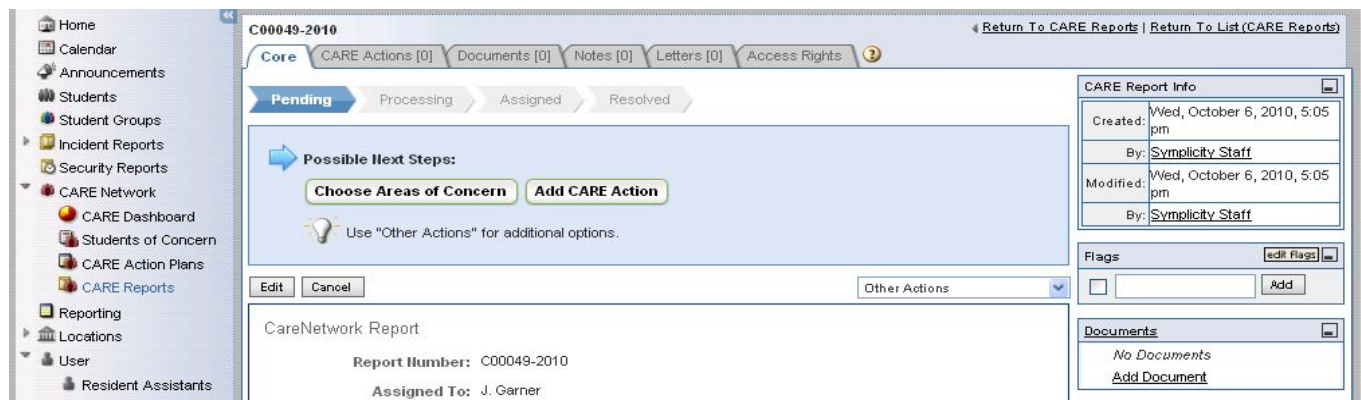 Home
Calendar
Announcements
Students
Student Groups
Incident Reports
Security Reports
CARE Network
CARE Dashboard
Students of Concern
CARE Action Plans
CARE Reports
Reporting
Locations
User
Resident Assistants
C00049-2010
Return To CARE Reports | Return To List (CARE Reports)
Core CARE Actions [0] Documents [0] Notes [0] Letters [0] Access Rights ?
Pending Processing Assigned Resolved
Possible Next Steps:
Choose Areas of Concern Add CARE Action
Use "Other Actions" for additional options.
Edit Cancel Other Actions
CareNetwork Report
Report Number: C00049-2010
Assigned To: J. Garner
CARE Report Info
Created: Wed, October 6, 2010, 5:05
pm
By: Symplicity Staff
Modified: Wed, October 6, 2010, 5:05
pm
By: Symplicity Staff
Flags edit flags
Add
Documents
No Documents
Add Document